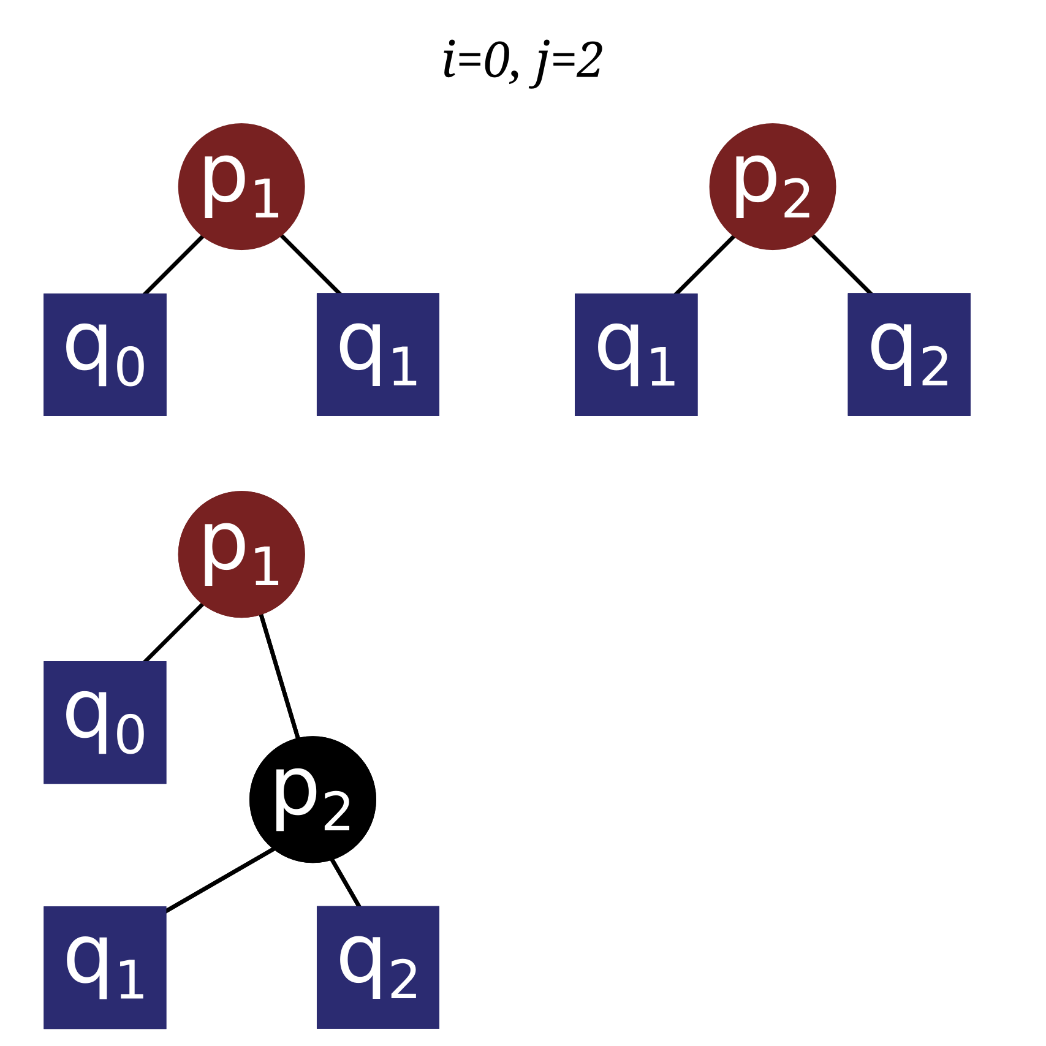 i=0, j=2
p₁ p₂
q₀ q₁ q₁ q₂
p₁
q₀
p₂
q₁ q₂